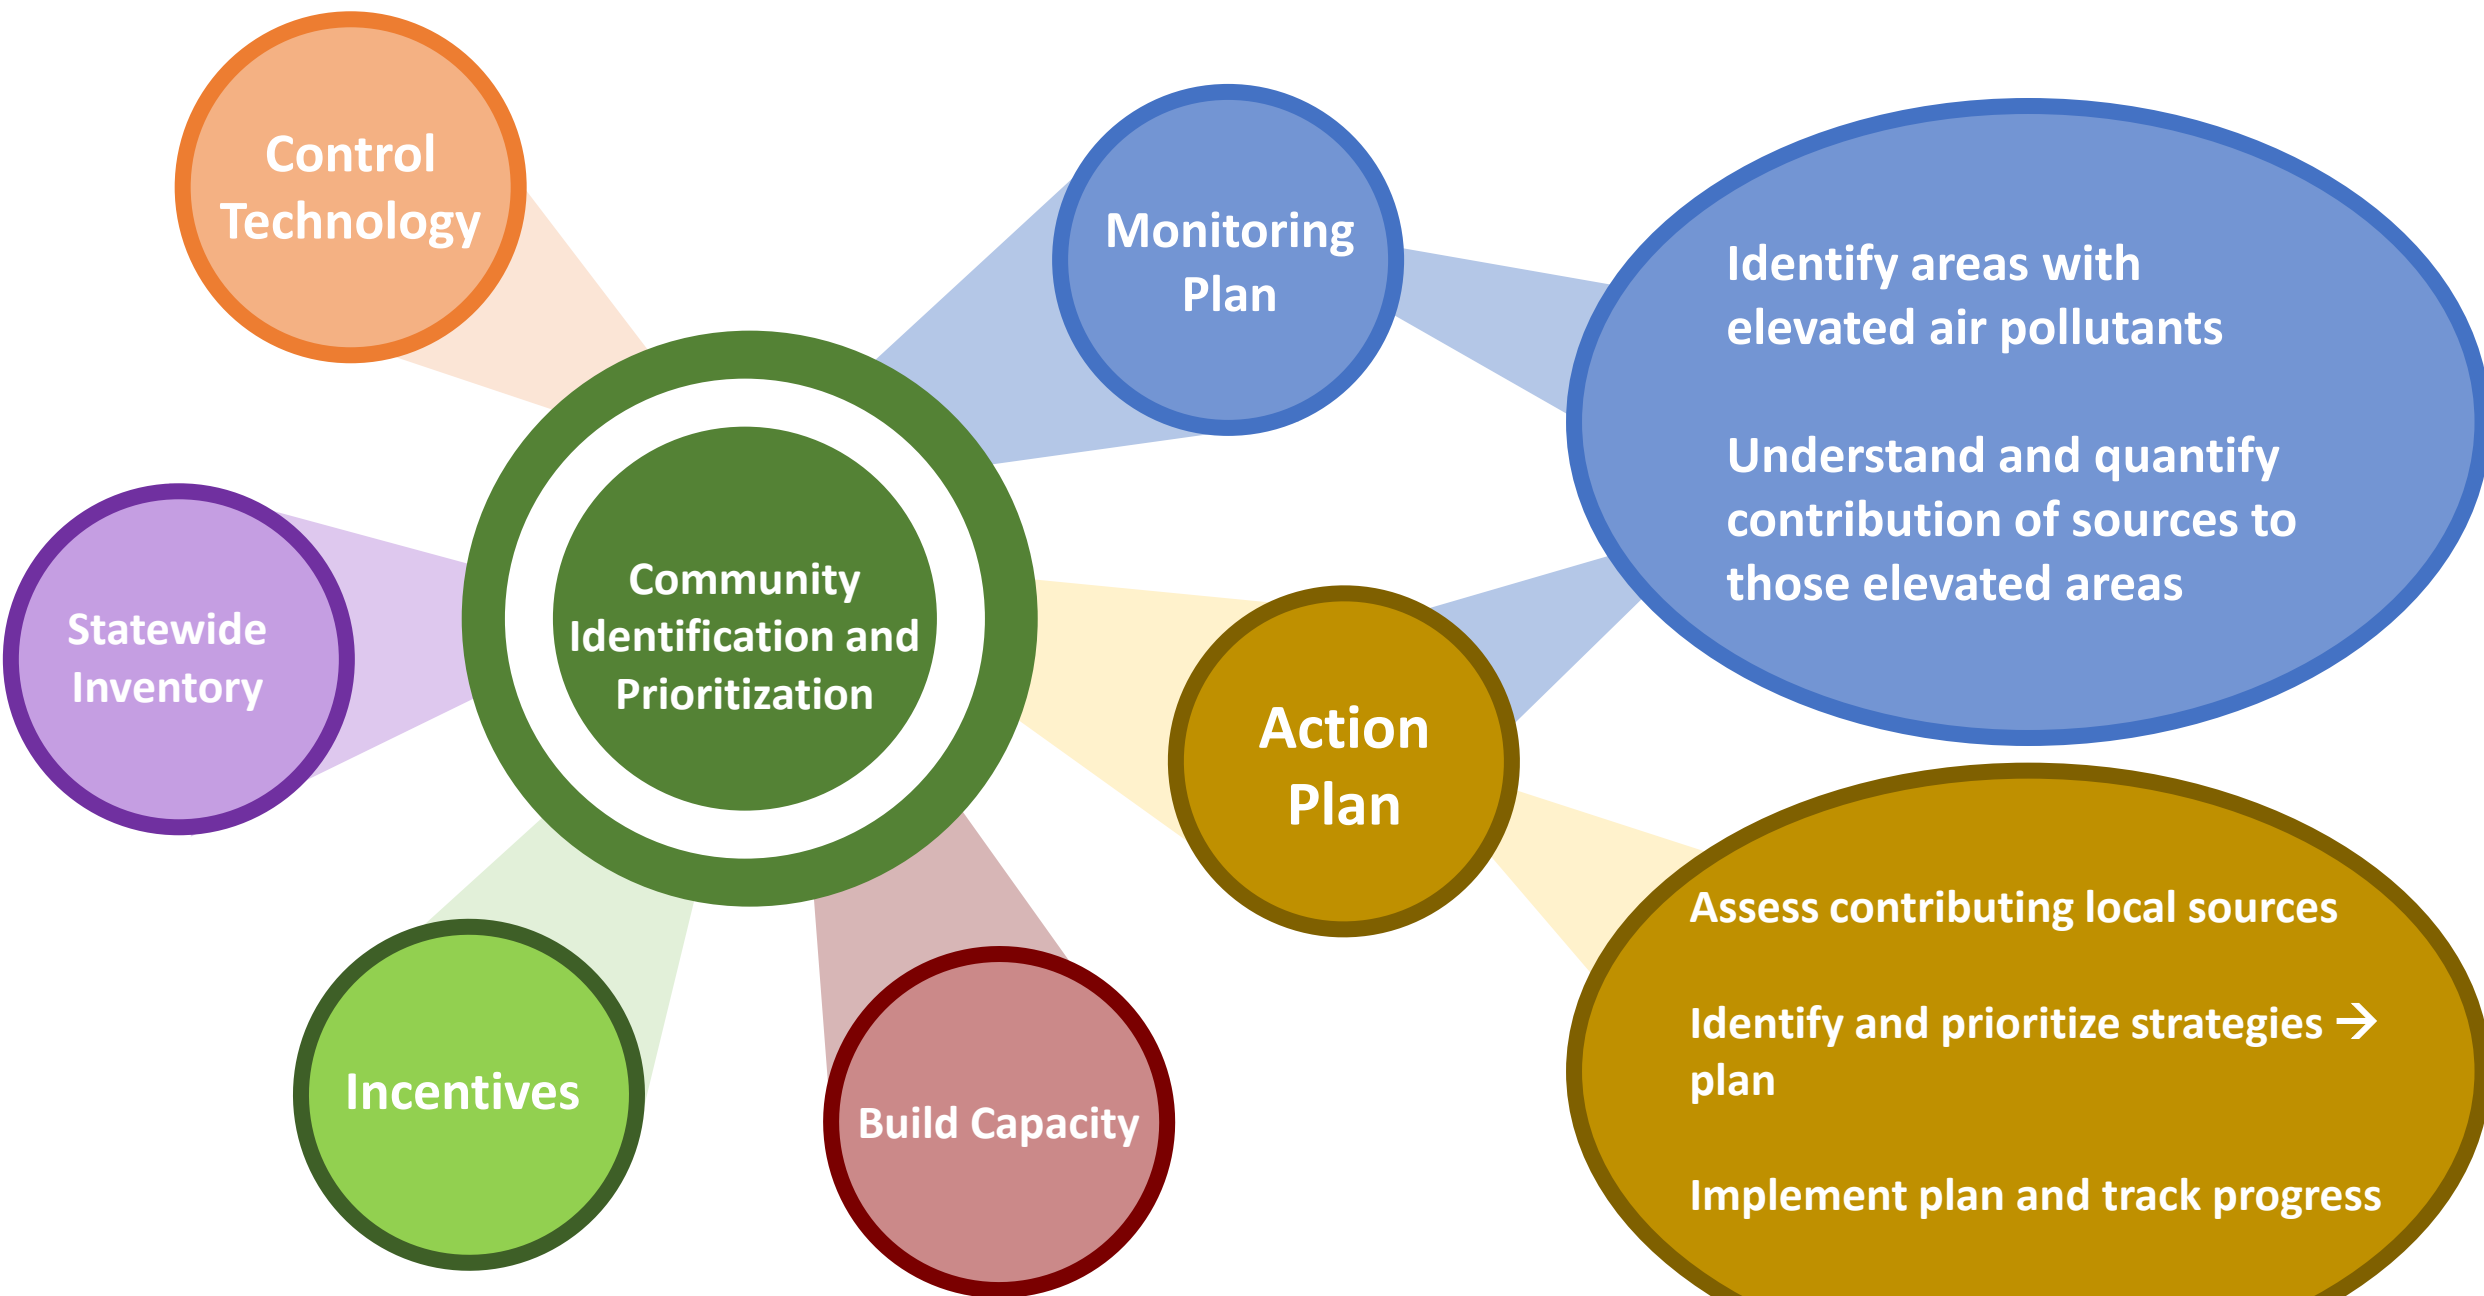 Control
Technology
Monitoring
Plan
Identify areas with
elevated air pollutants
Understand and quantify
contribution of sources to
those elevated areas
Statewide
Inventory
Community
Identification and
Prioritization
Action
Plan
Assess contributing local sources
Identify and prioritize strategies →
plan
Implement plan and track progress
Incentives
Build Capacity